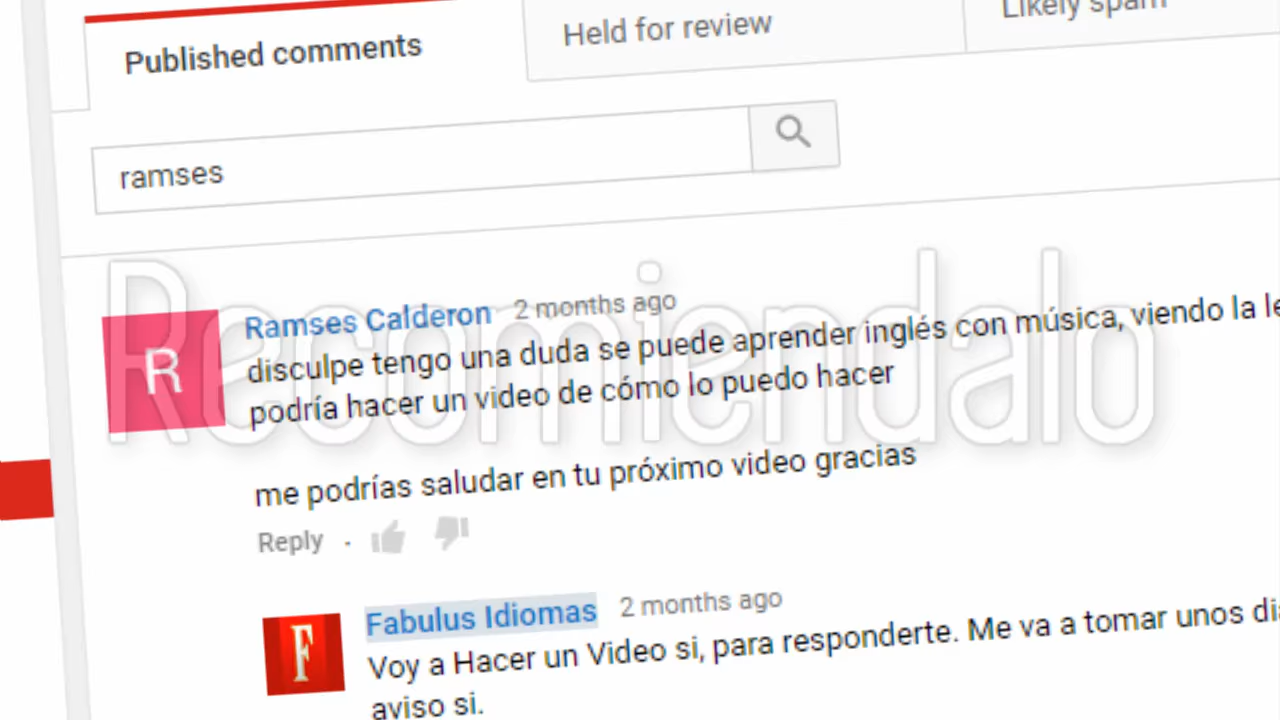 Published comments
Held for review
Likely spam
ramses
Recomiendalo
R
Ramses Calderon 2 months ago
disculpe tengo una duda se puede aprender inglés con música, viendo la
podría hacer un video de cómo lo puedo hacer
me podrías saludar en tu próximo video gracias
Reply ·
F
Fabulus Idiomas 2 months ago
Voy a Hacer un Video si, para responderte. Me va a tomar unos
aviso si.